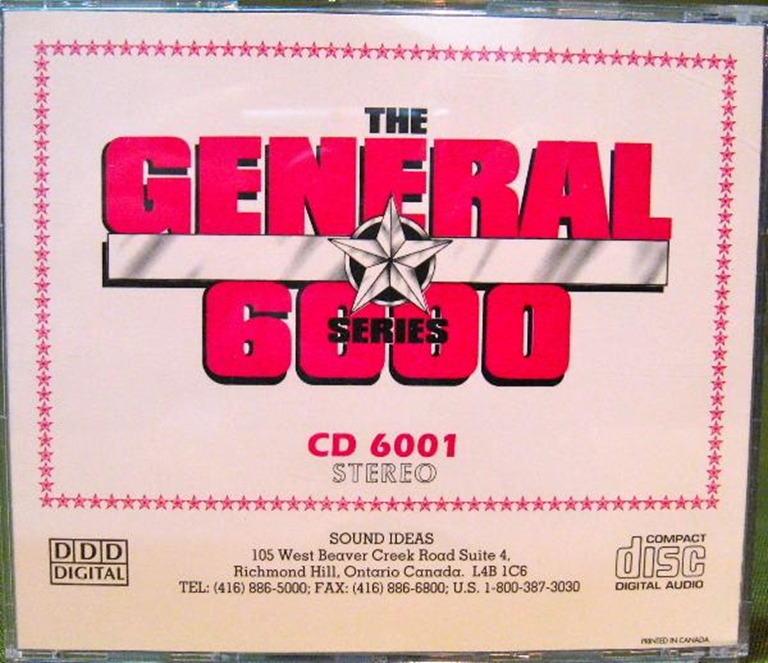 THE
GENERAL
6000
SERIES
CD 6001
STEREO
DDD
DIGITAL
SOUND IDEAS
105 West Beaver Creek Road Suite 4,
Richmond Hill, Ontario Canada. L4B 1C6
TEL: (416) 886-5000; FAX: (416) 886-6800; U.S. 1-800-387-3030
COMPACT
disc
DIGITAL AUDIO
PRINTED IN CANADA